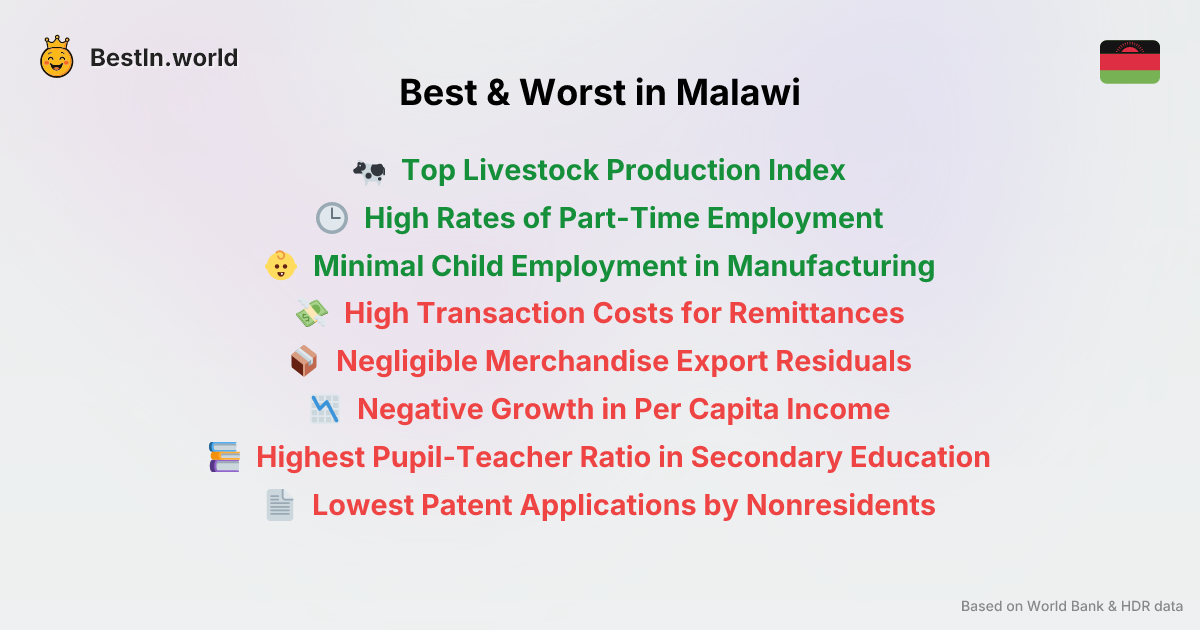 BestIn.world
Best & Worst in Malawi
Top Livestock Production Index
High Rates of Part-Time Employment
Minimal Child Employment in Manufacturing
High Transaction Costs for Remittances
Negligible Merchandise Export Residuals
Negative Growth in Per Capita Income
Highest Pupil-Teacher Ratio in Secondary Education
Lowest Patent Applications by Nonresidents
Based on World Bank & HDR data